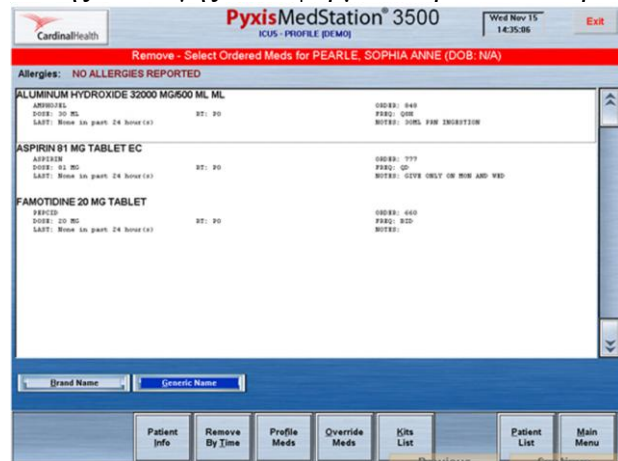 CardinalHealth
PyxisMedStation® 3500
ICUS - PROFILE [DEMO]
Wed Nov 15
14:35:06
Exit
Remove - Select Ordered Meds for PEARLE, SOPHIA ANNE (DOB: N/A)
Allergies: NO ALLERGIES REPORTED
ALUMINUM HYDROXIDE 32000 MG/500 ML ML
AMPHOJEL ORDER: 848
DOSE: 30 ML RT: PO FREQ: Q8H
LAST: None in past 24 hour(s) NOTES: 30ML PRN INGESTION
ASPIRIN 81 MG TABLET EC
ASPIRIN ORDER: 777
DOSE: 81 MG RT: PO FREQ: QD
LAST: None in past 24 hour(s) NOTES: GIVE ONLY ON MON AND WED
FAMOTIDINE 20 MG TABLET
PEPCID ORDER: 660
DOSE: 20 MG RT: PO FREQ: BID
LAST: None in past 24 hour(s) NOTES:
Brand Name Generic Name
Patient Info
Remove By Time
Profile Meds
Override Meds
Kits List
Patient List
Main Menu